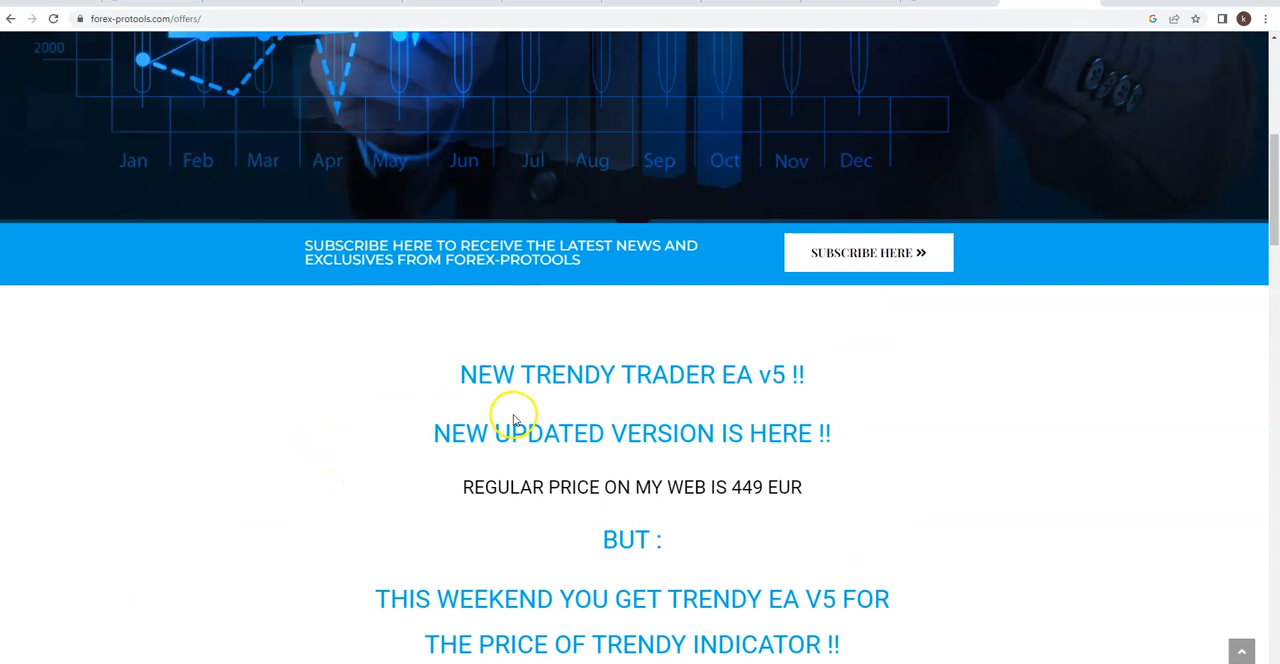 forex-protools.com/offers/
k
2000
Jan Feb Mar Apr May Jun Jul Aug Sep Oct Nov Dec
SUBSCRIBE HERE TO RECEIVE THE LATEST NEWS AND
EXCLUSIVES FROM FOREX-PROTOOLS
SUBSCRIBE HERE »
NEW TRENDY TRADER EA v5 !!
NEW UPDATED VERSION IS HERE !!
REGULAR PRICE ON MY WEB IS 449 EUR
BUT :
THIS WEEKEND YOU GET TRENDY EA V5 FOR
THE PRICE OF TRENDY INDICATOR !!